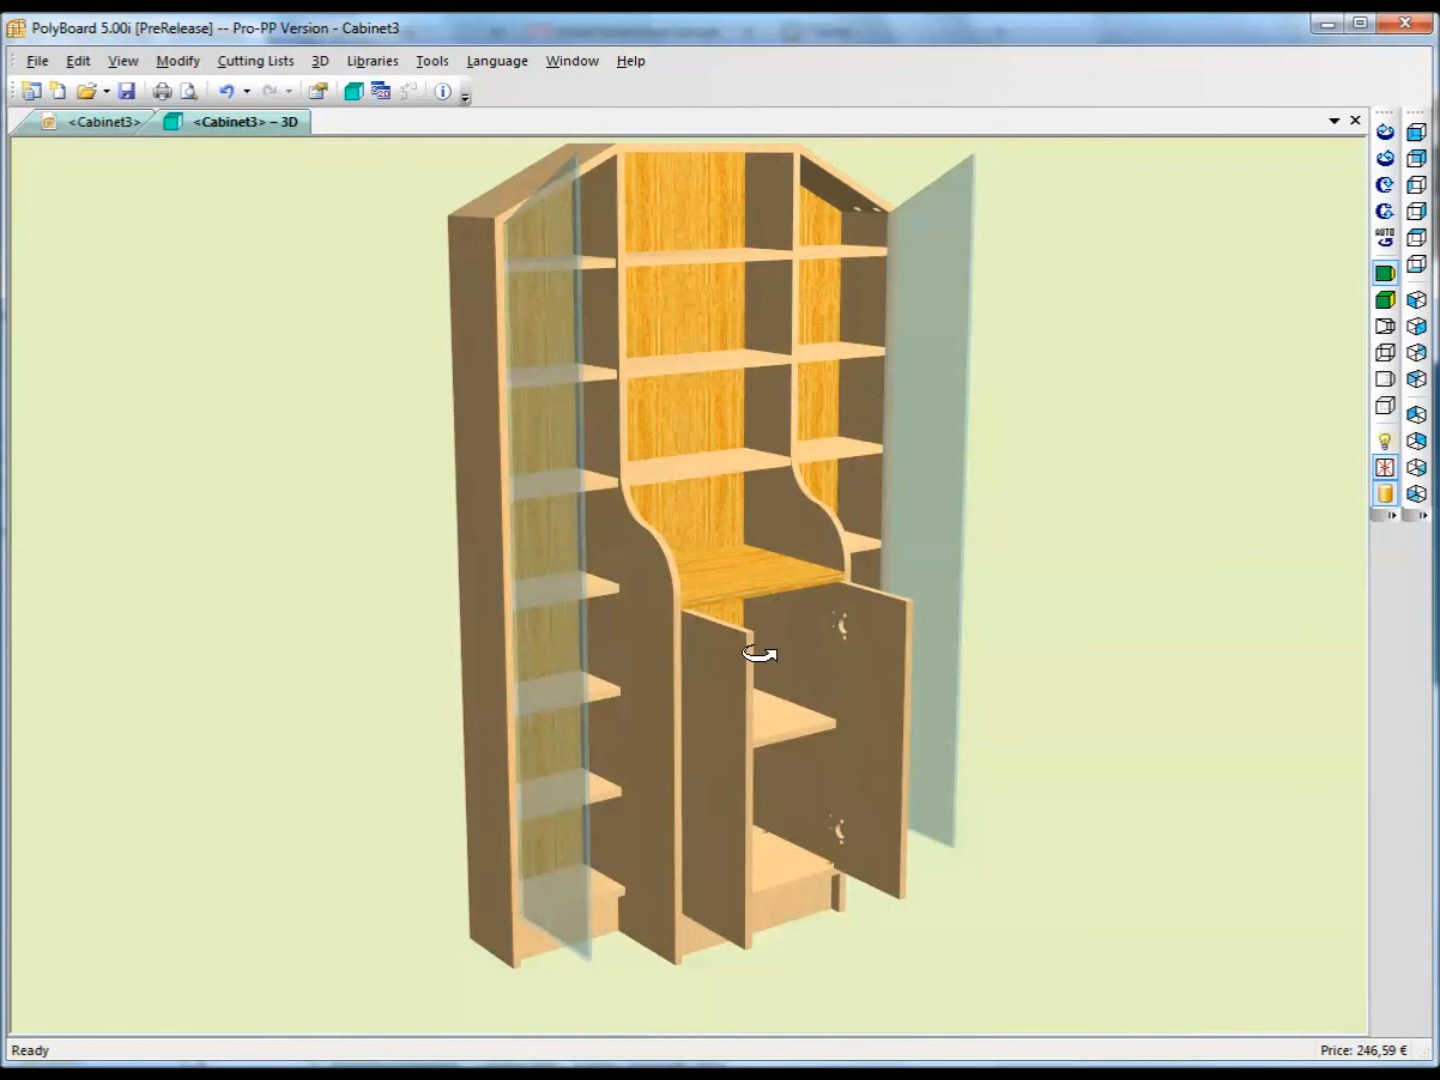 PolyBoard 5.00i [PreRelease] -- Pro-PP Version - Cabinet3
File Edit View Modify Cutting Lists 3D Libraries Tools Language Window Help
<Cabinet3> <Cabinet3> – 3D
AUTO
Ready Price: 246,59 €